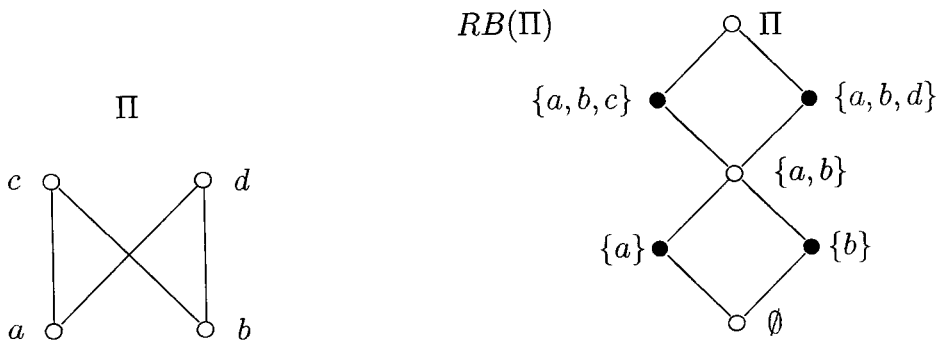 RB(Π)
Π
{a, b, c}
{a, b, d}
Π
c
d
{a, b}
{a}
{b}
a
b
∅